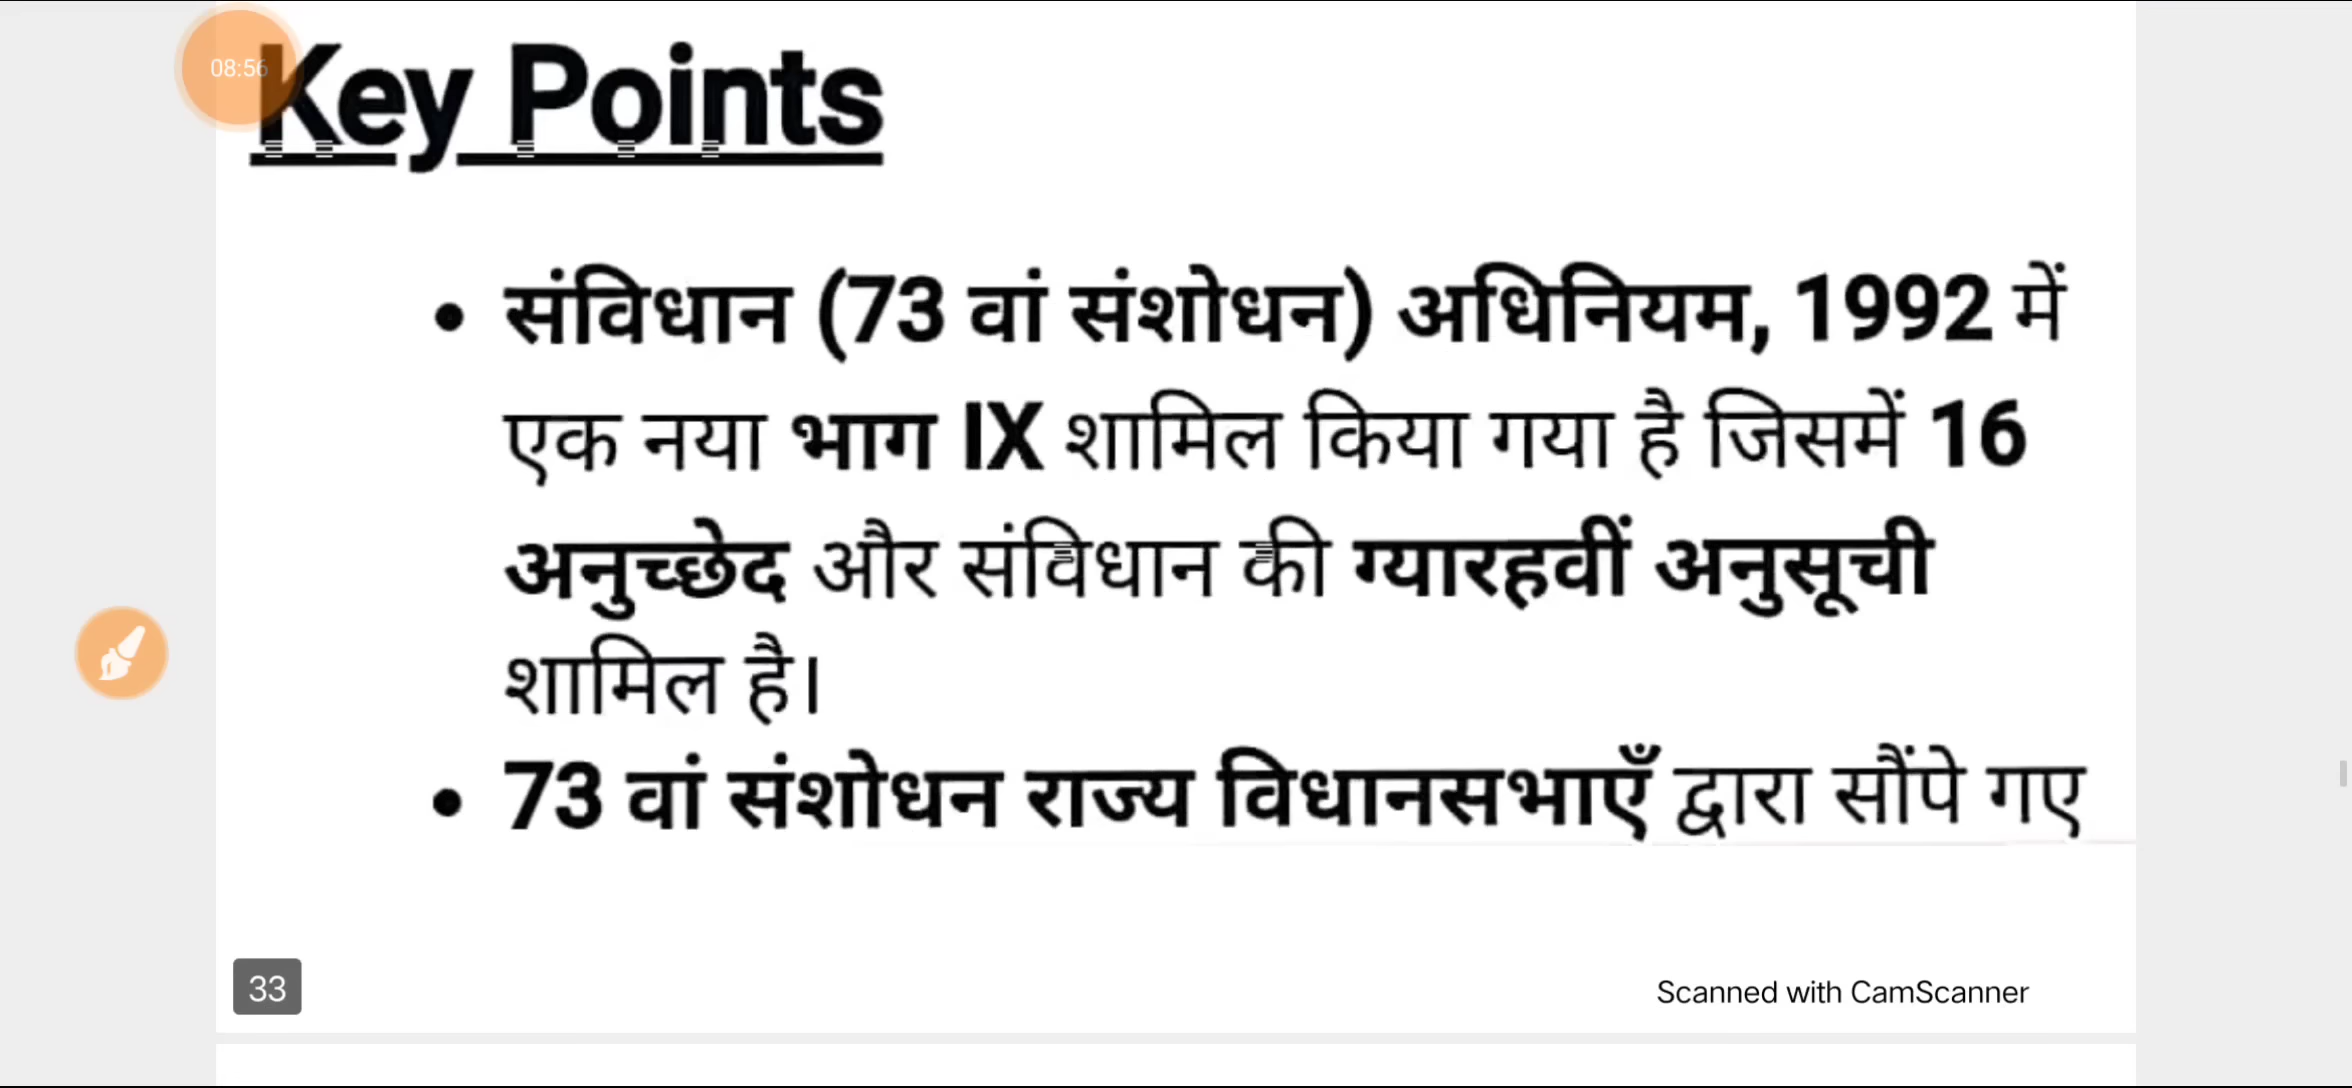 08:56
Key Points
• संविधान (73 वां संशोधन) अधिनियम, 1992 में
एक नया भाग IX शामिल किया गया है जिसमें 16
अनुच्छेद और संविधान की ग्यारहवीं अनुसूची
शामिल है।
• 73 वां संशोधन राज्य विधानसभाएँ द्वारा सौंपे गए
33
Scanned with CamScanner